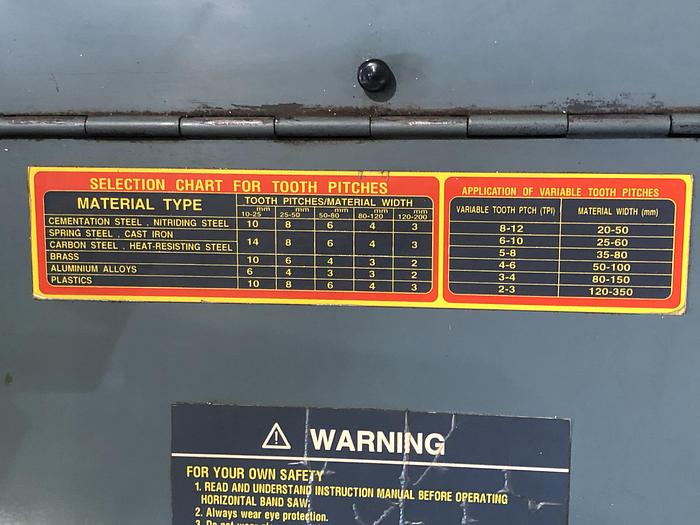 SELECTION CHART FOR TOOTH PITCHES
MATERIAL TYPE
TOOTH PITCHES/MATERIAL WIDTH
mm mm mm mm mm
10-25 25-50 50-80 80-120 120-200
CEMENTATION STEEL , NITRIDING STEEL 10 8 6 4 3
SPRING STEEL , CAST IRON
CARBON STEEL , HEAT-RESISTING STEEL 14 8 6 4 3
BRASS 10 6 4 3 2
ALUMINIUM ALLOYS 6 4 3 3 2
PLASTICS 10 8 6 4 3
APPLICATION OF VARIABLE TOOTH PITCHES
VARIABLE TOOTH PTCH (TPI) MATERIAL WIDTH (mm)
8-12 20-50
6-10 25-60
5-8 35-80
4-6 50-100
3-4 80-150
2-3 120-350
WARNING
FOR YOUR OWN SAFETY
1. READ AND UNDERSTAND INSTRUCTION MANUAL BEFORE OPERATING
HORIZONTAL BAND SAW.
2. Always wear eye protection.
3. Do not wear